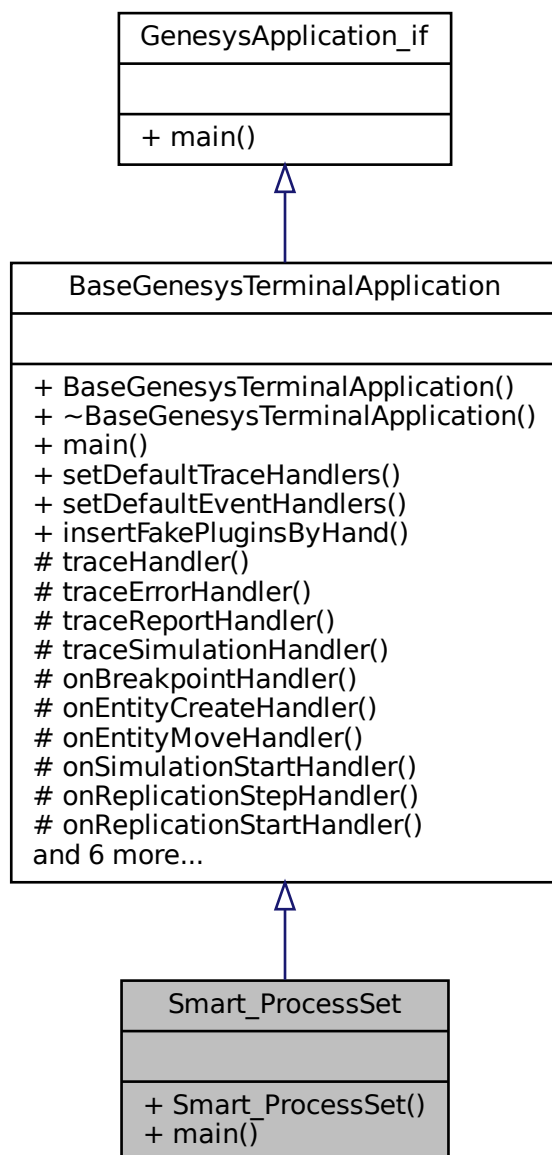 GenesysApplication_if
+ main()
BaseGenesysTerminalApplication
+ BaseGenesysTerminalApplication()
+ ~BaseGenesysTerminalApplication()
+ main()
+ setDefaultTraceHandlers()
+ setDefaultEventHandlers()
+ insertFakePluginsByHand()
# traceHandler()
# traceErrorHandler()
# traceReportHandler()
# traceSimulationHandler()
# onBreakpointHandler()
# onEntityCreateHandler()
# onEntityMoveHandler()
# onSimulationStartHandler()
# onReplicationStepHandler()
# onReplicationStartHandler()
and 6 more...
Smart_ProcessSet
+ Smart_ProcessSet()
+ main()